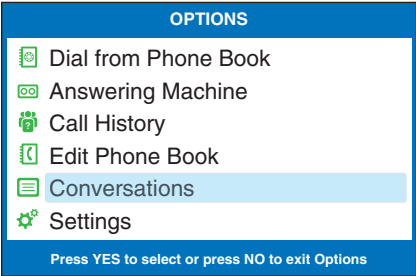 OPTIONS
Dial from Phone Book
Answering Machine
Call History
Edit Phone Book
Conversations
Settings
Press YES to select or press NO to exit Options